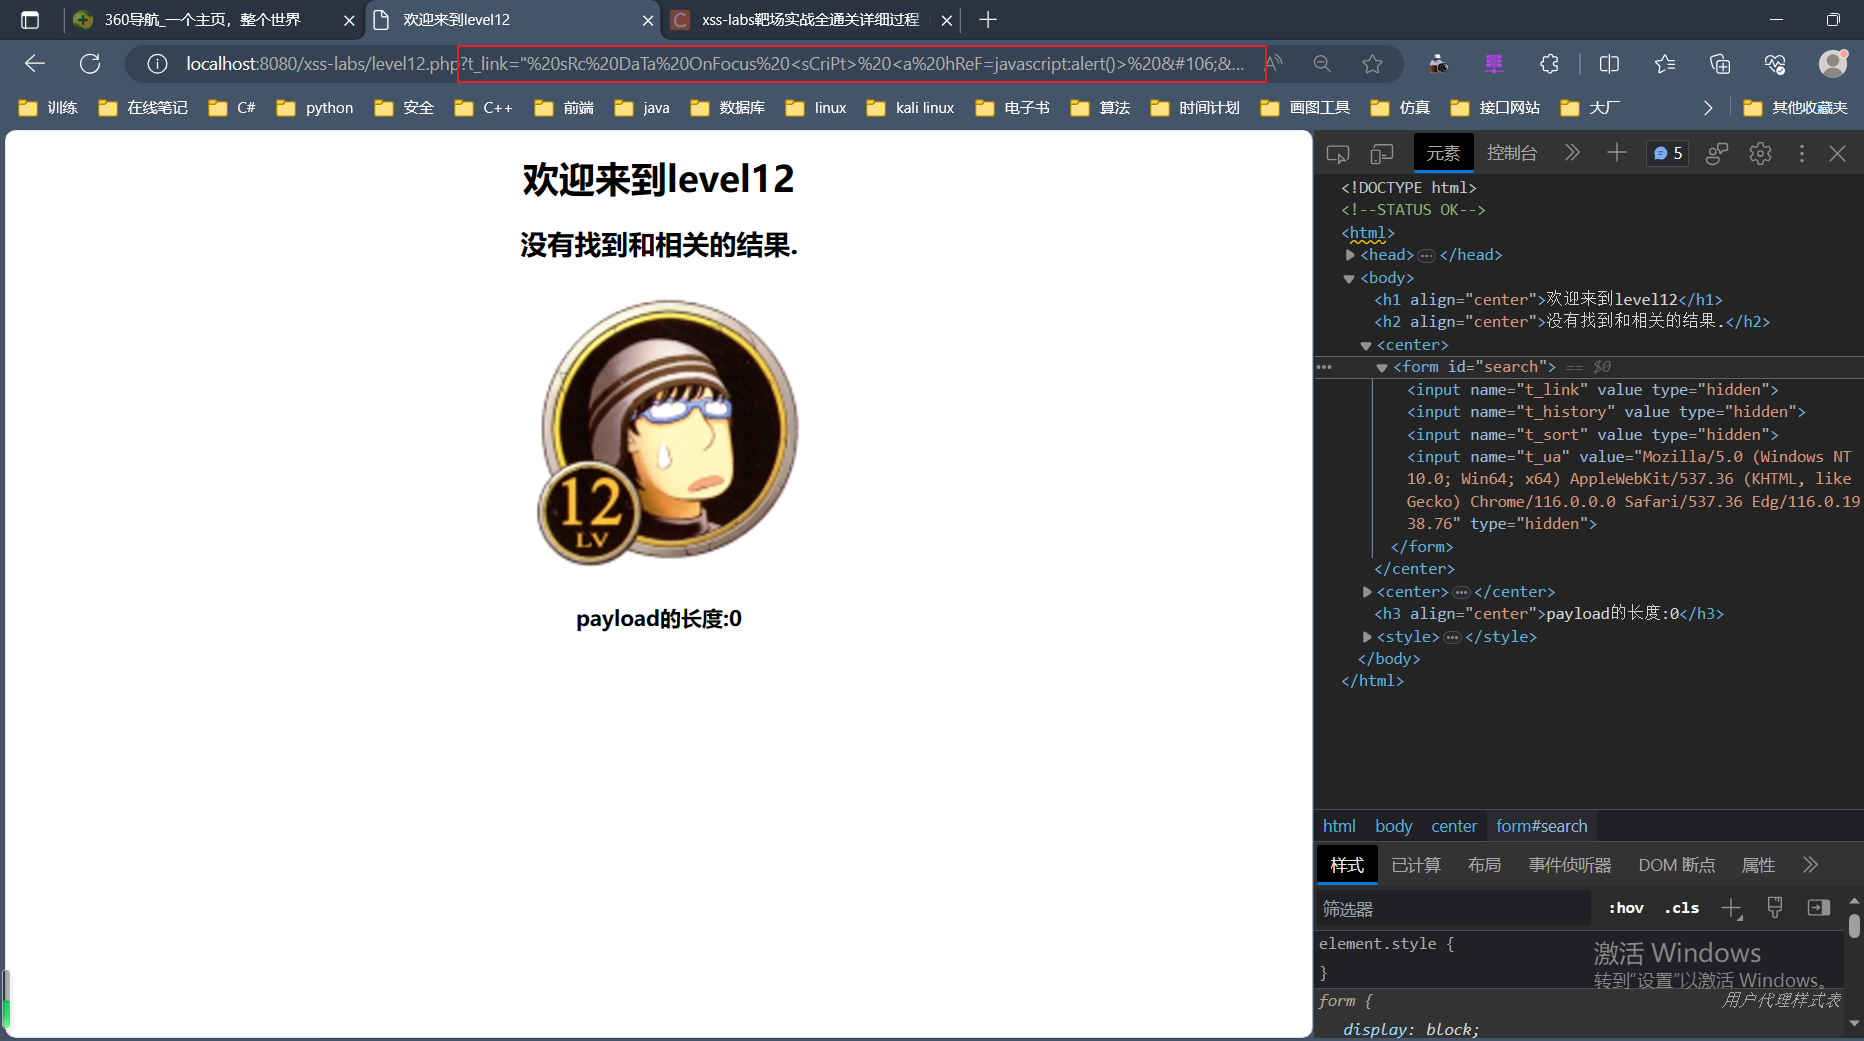 360导航_一个主页，整个世界
欢迎来到level12
xss-labs靶场实战全通关详细过程
localhost:8080/xss-labs/level12.php?t_link="%20sRc%20DaTa%20OnFocus%20<sCriPt>%20<a%20hReF=javascript:alert()>%20&#106;&...
训练 在线笔记 C# python 安全 C++ 前端 java 数据库 linux kali linux 电子书 算法 时间计划 画图工具 仿真 接口网站 大厂 其他收藏夹
欢迎来到level12
没有找到和相关的结果.
12
LV
payload的长度:0
元素 控制台 5
<!DOCTYPE html>
<!--STATUS OK-->
<html>
<head>…</head>
<body>
<h1 align="center">欢迎来到level12</h1>
<h2 align="center">没有找到和相关的结果.</h2>
<center>
<form id="search"> == $0
<input name="t_link" value type="hidden">
<input name="t_history" value type="hidden">
<input name="t_sort" value type="hidden">
<input name="t_ua" value="Mozilla/5.0 (Windows NT
10.0; Win64; x64) AppleWebKit/537.36 (KHTML, like
Gecko) Chrome/116.0.0.0 Safari/537.36 Edg/116.0.19
38.76" type="hidden">
</form>
</center>
<center>…</center>
<h3 align="center">payload的长度:0</h3>
<style>…</style>
</body>
</html>
html body center form#search
样式 已计算 布局 事件侦听器 DOM 断点 属性
筛选器 :hov .cls
element.style {
}
激活 Windows
转到"设置"以激活 Windows。
form { 用户代理样式表
display: block;